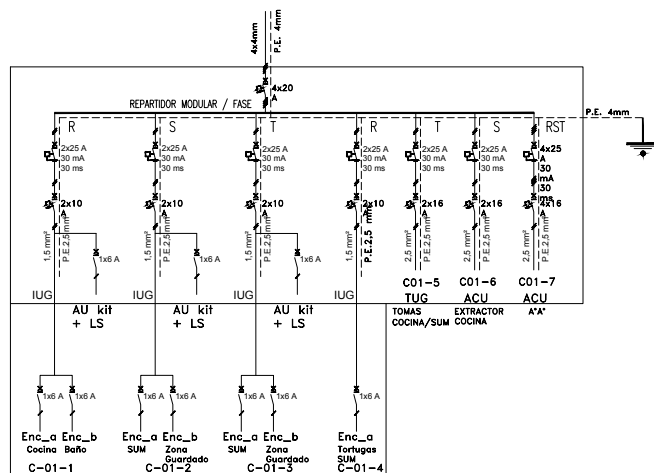 4x4mm
P.E. 4mm
4x20
A
REPARTIDOR MODULAR / FASE
P.E. 4mm
R
S
T
R
T
S
RST
2x25 A
30 mA
30 ms
2x25 A
30 mA
30 ms
2x25 A
30 mA
30 ms
2x25 A
30 mA
30 ms
2x25 A
30 mA
30 ms
2x25 A
30 mA
30 ms
4x25
A
30
mA
30
ms
2x10
A
2x10
A
2x10
A
2x10
A
2x16
A
2x16
A
4x16
A
1,5 mm²
P.E.2,5 mm²
1,5 mm²
P.E.2,5 mm²
1,5 mm²
P.E.2,5 mm²
1,5 mm²
P.E.2,5 mm²
2,5 mm²
P.E.2,5 mm²
2,5 mm²
P.E.2,5 mm²
2,5 mm²
P.E.2,5 mm²
1x6 A
1x6 A
1x6 A
IUG
AU kit
+ LS
IUG
AU kit
+ LS
IUG
AU kit
+ LS
IUG
C01-5
TUG
TOMAS
COCINA/SUM
C01-6
ACU
EXTRACTOR
COCINA
C01-7
ACU
A"A"
1x6 A
1x6 A
1x6 A
1x6 A
1x6 A
1x6 A
1x6 A
Enc_a
Cocina
Enc_b
Baño
C-01-1
Enc_a
SUM
Enc_b
Zona
Guardado
C-01-2
Enc_a
SUM
Enc_b
Zona
Guardado
C-01-3
Enc_a
Tortugas
SUM
C-01-4